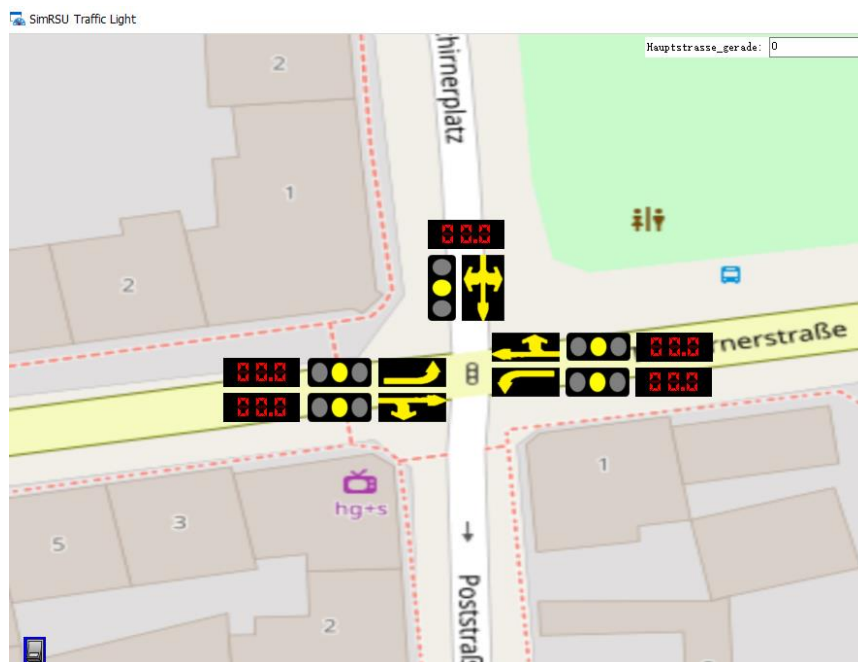 SimRSU Traffic Light
Hauptstrasse_gerade: 0
2
hirnerplatz
1
2
00.0
00.0
00.0
rnerstraße
00.0
00.0
1
hg+s
5
3
2
Poststraß